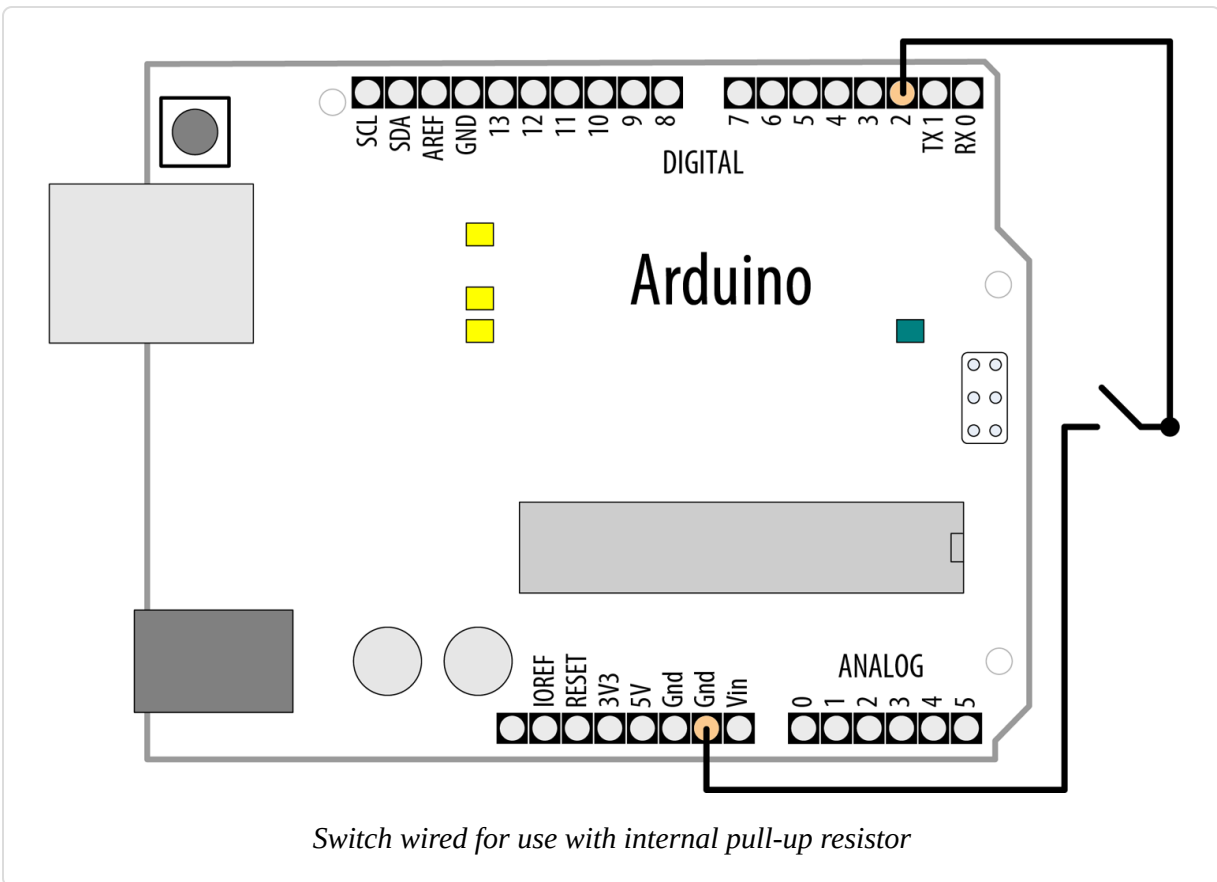 SCL SDA AREF GND 13 12 11 10 9 8 7 6 5 4 3 2 TX 1 RX 0
DIGITAL
Arduino
ANALOG
IOREF RESET 3V3 5V Gnd Gnd Vin 0 1 2 3 4 5
Switch wired for use with internal pull-up resistor